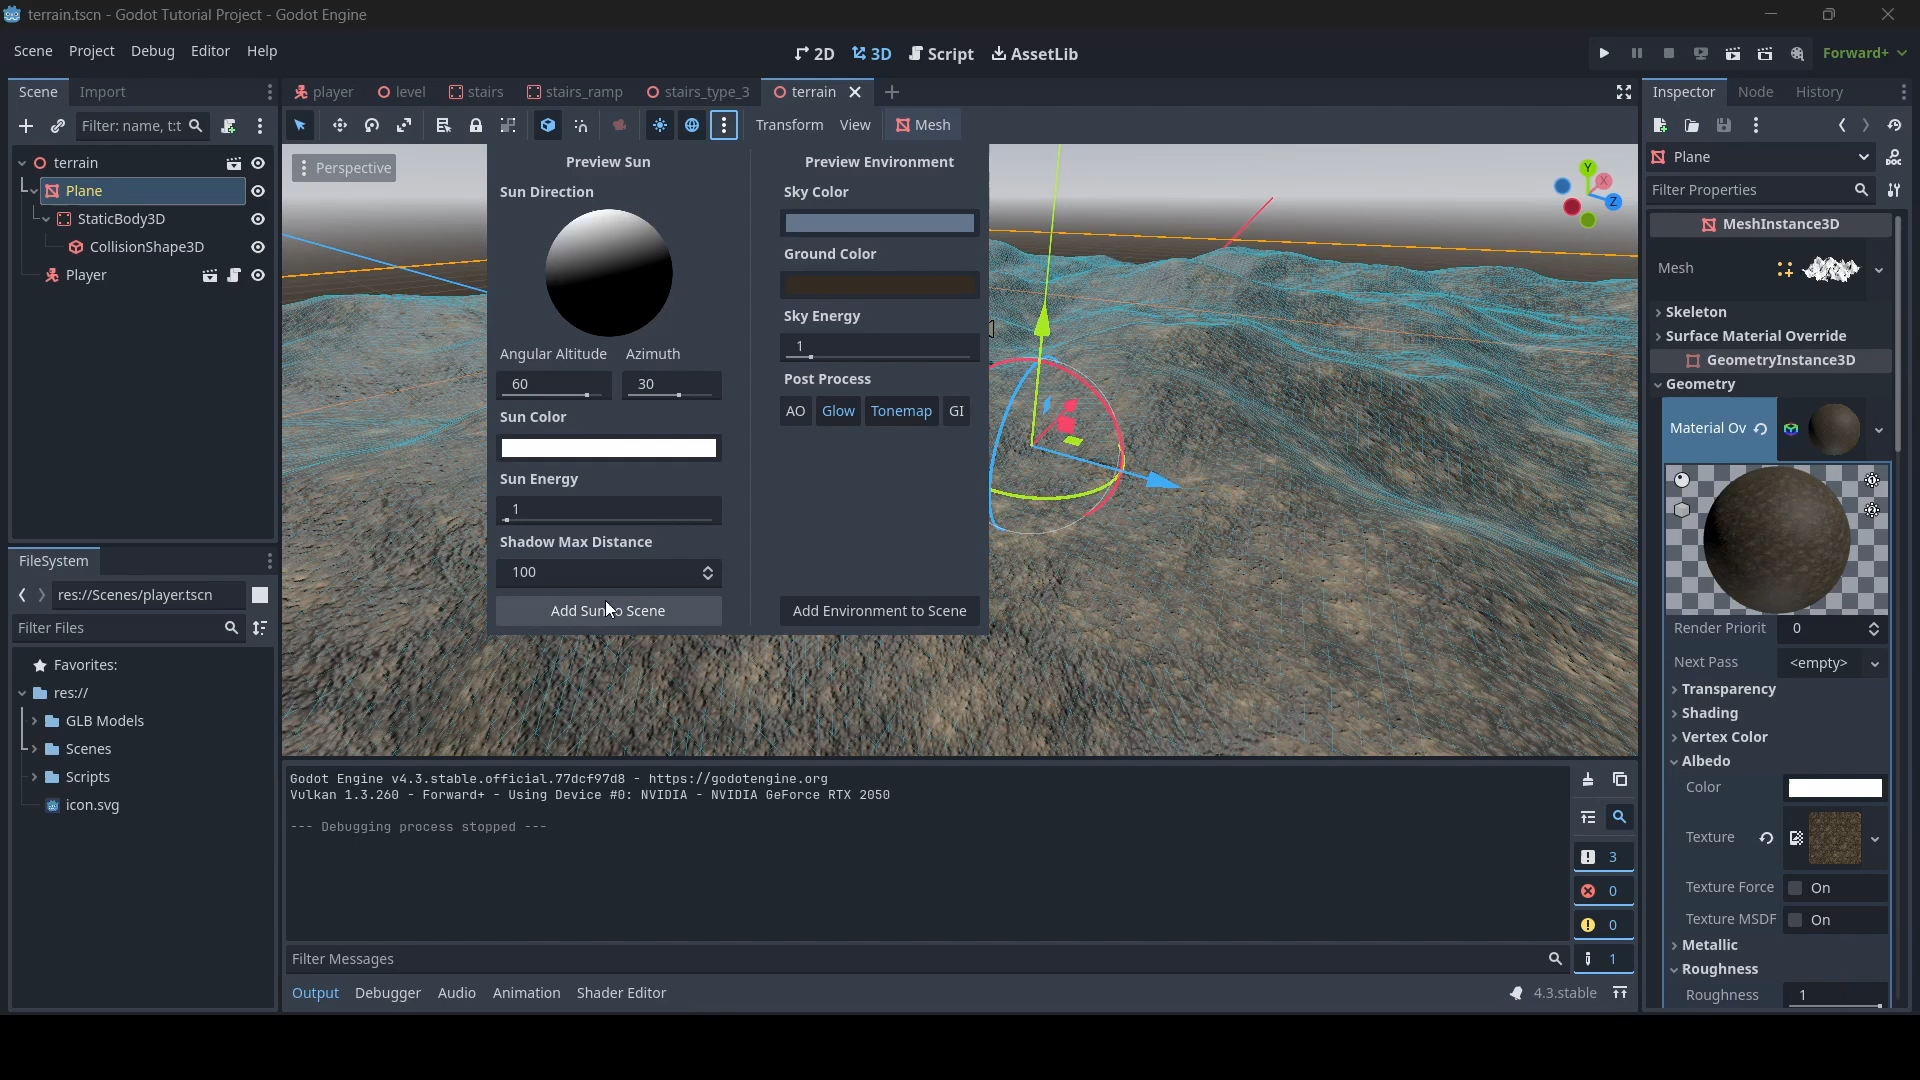 terrain.tscn - Godot Tutorial Project - Godot Engine
Scene Project Debug Editor Help
2D 3D Script AssetLib
Forward+
Scene Import
Filter: name, t:t
terrain
Plane
StaticBody3D
CollisionShape3D
Player
FileSystem
res://Scenes/player.tscn
Filter Files
Favorites:
res://
GLB Models
Scenes
Scripts
icon.svg
player level stairs stairs_ramp stairs_type_3 terrain
Transform View Mesh
Perspective
Preview Sun
Sun Direction
Angular Altitude Azimuth
60 30
Sun Color
Sun Energy
1
Shadow Max Distance
100
Add Sun to Scene
Preview Environment
Sky Color
Ground Color
Sky Energy
1
Post Process
AO Glow Tonemap GI
Add Environment to Scene
Y
X
Z
Godot Engine v4.3.stable.official.77dcf97d8 - https://godotengine.org
Vulkan 1.3.260 - Forward+ - Using Device #0: NVIDIA - NVIDIA GeForce RTX 2050
--- Debugging process stopped ---
3
0
0
1
Filter Messages
Output Debugger Audio Animation Shader Editor
4.3.stable
Inspector Node History
Plane
Filter Properties
MeshInstance3D
Mesh
Skeleton
Surface Material Override
GeometryInstance3D
Geometry
Material Ov
1
2
Render Priorit 0
Next Pass <empty>
Transparency
Shading
Vertex Color
Albedo
Color
Texture
Texture Force On
Texture MSDF On
Metallic
Roughness
Roughness 1